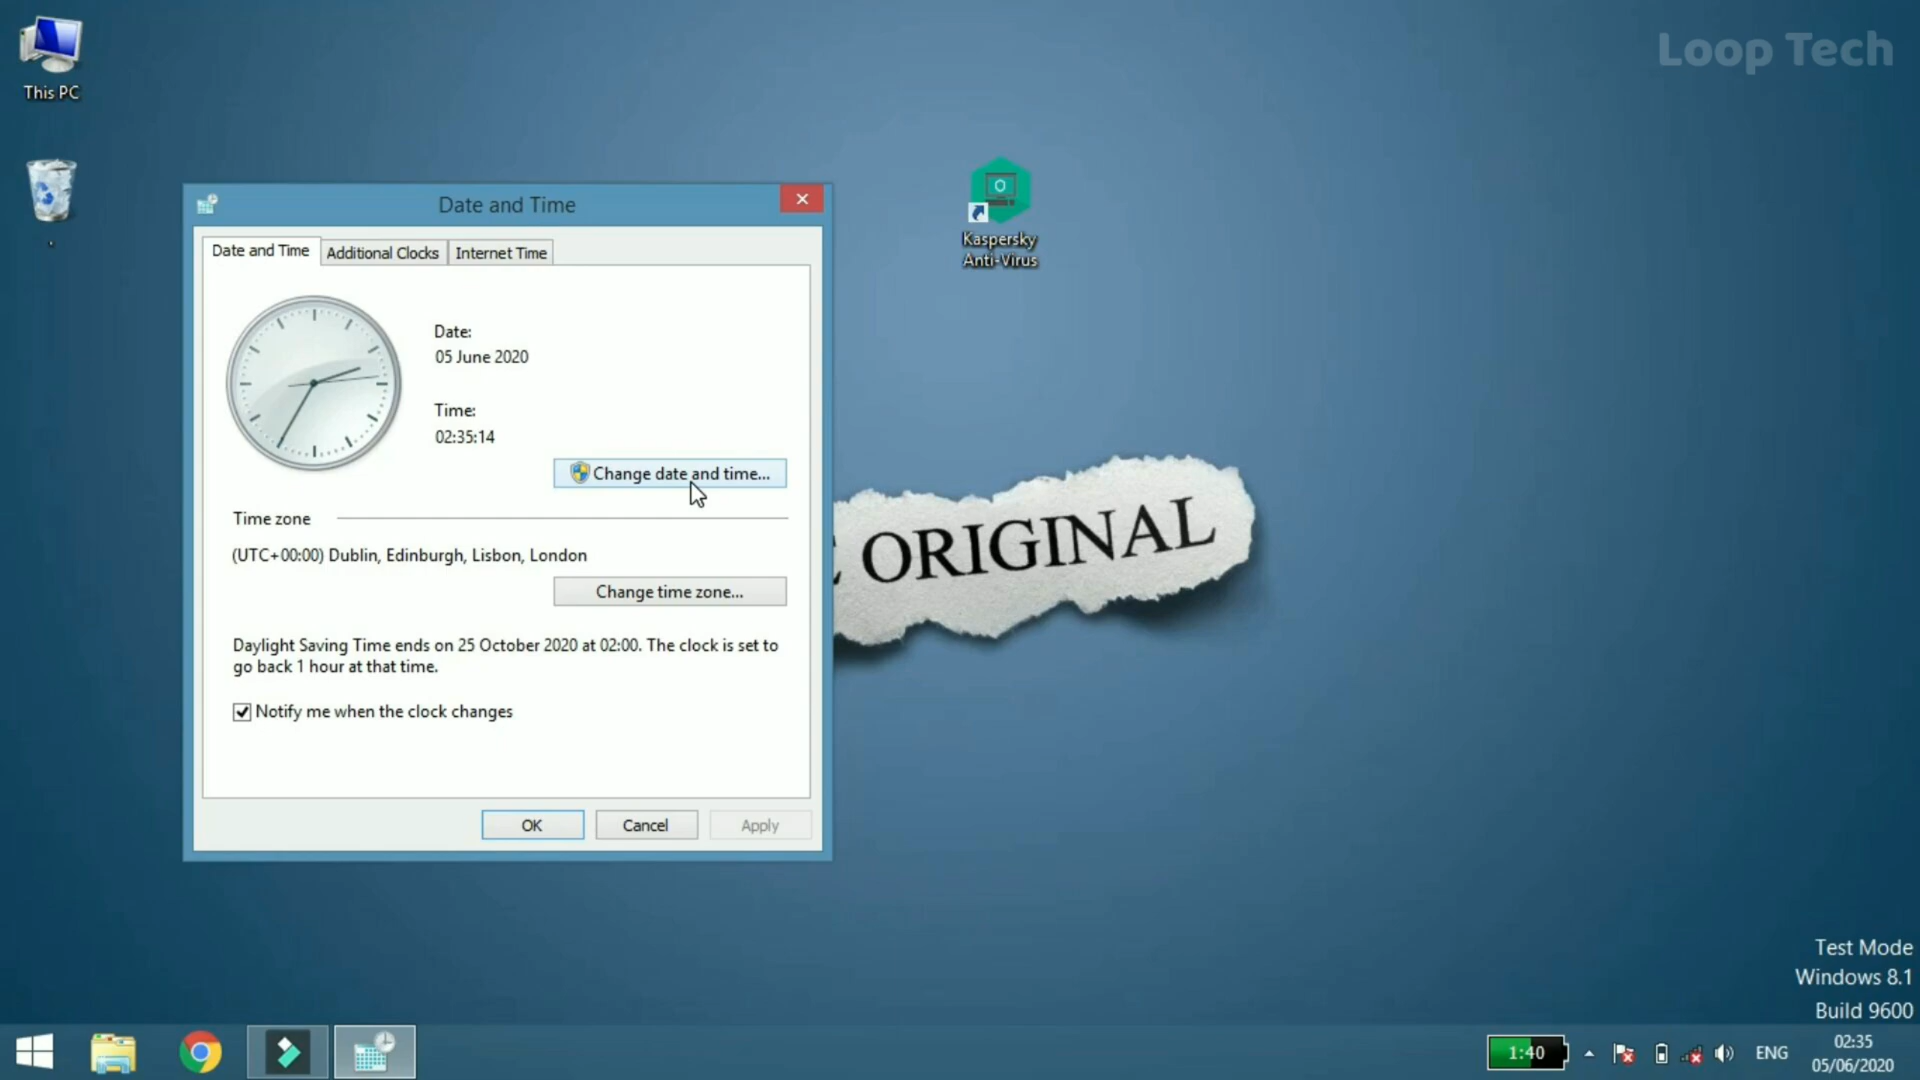 Loop Tech
This PC
Kaspersky
Anti-Virus
Date and Time
Date and Time
Additional Clocks
Internet Time
Date:
05 June 2020
Time:
02:35:14
Change date and time...
Time zone
(UTC+00:00) Dublin, Edinburgh, Lisbon, London
Change time zone...
Daylight Saving Time ends on 25 October 2020 at 02:00. The clock is set to
go back 1 hour at that time.
Notify me when the clock changes
OK
Cancel
Apply
ORIGINAL
Test Mode
Windows 8.1
Build 9600
1:40
ENG
02:35
05/06/2020